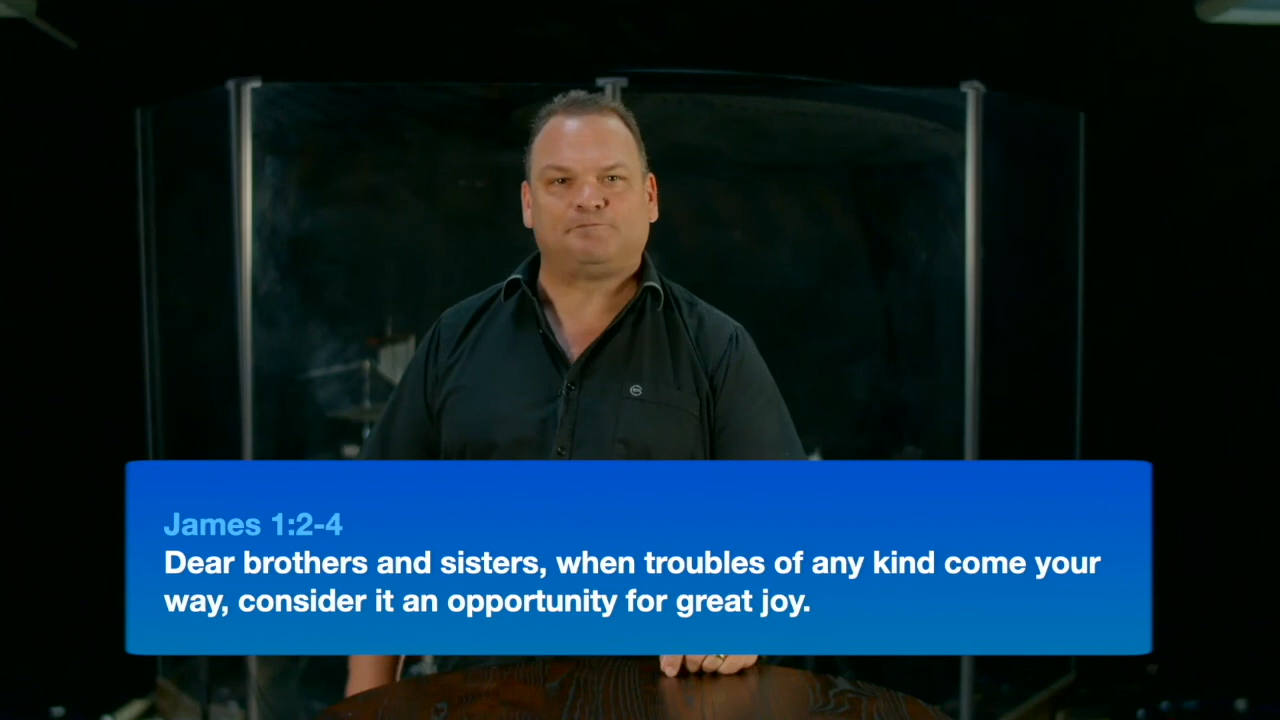 James 1:2-4
Dear brothers and sisters, when troubles of any kind come your
way, consider it an opportunity for great joy.